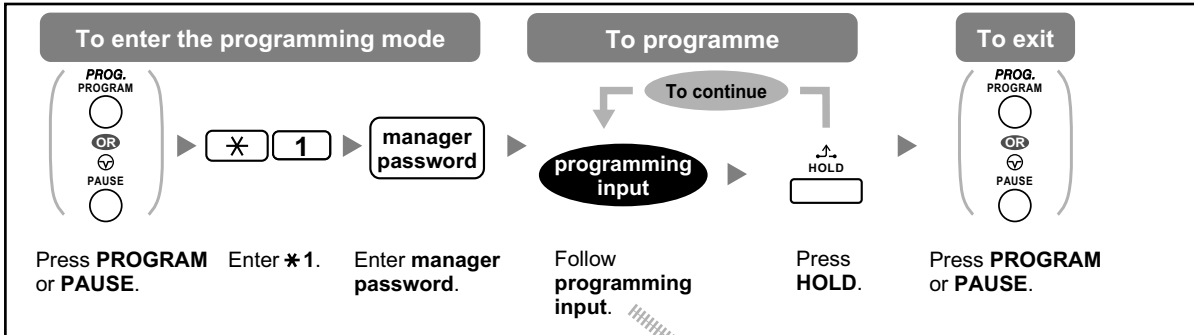 To enter the programming mode
To programme
To exit
PROG.
PROGRAM
OR
PAUSE
✱ 1
manager
password
To continue
programming
input
HOLD
PROG.
PROGRAM
OR
PAUSE
Press PROGRAM
or PAUSE.
Enter ✱1.
Enter manager
password.
Follow
programming
input.
Press
HOLD.
Press PROGRAM
or PAUSE.